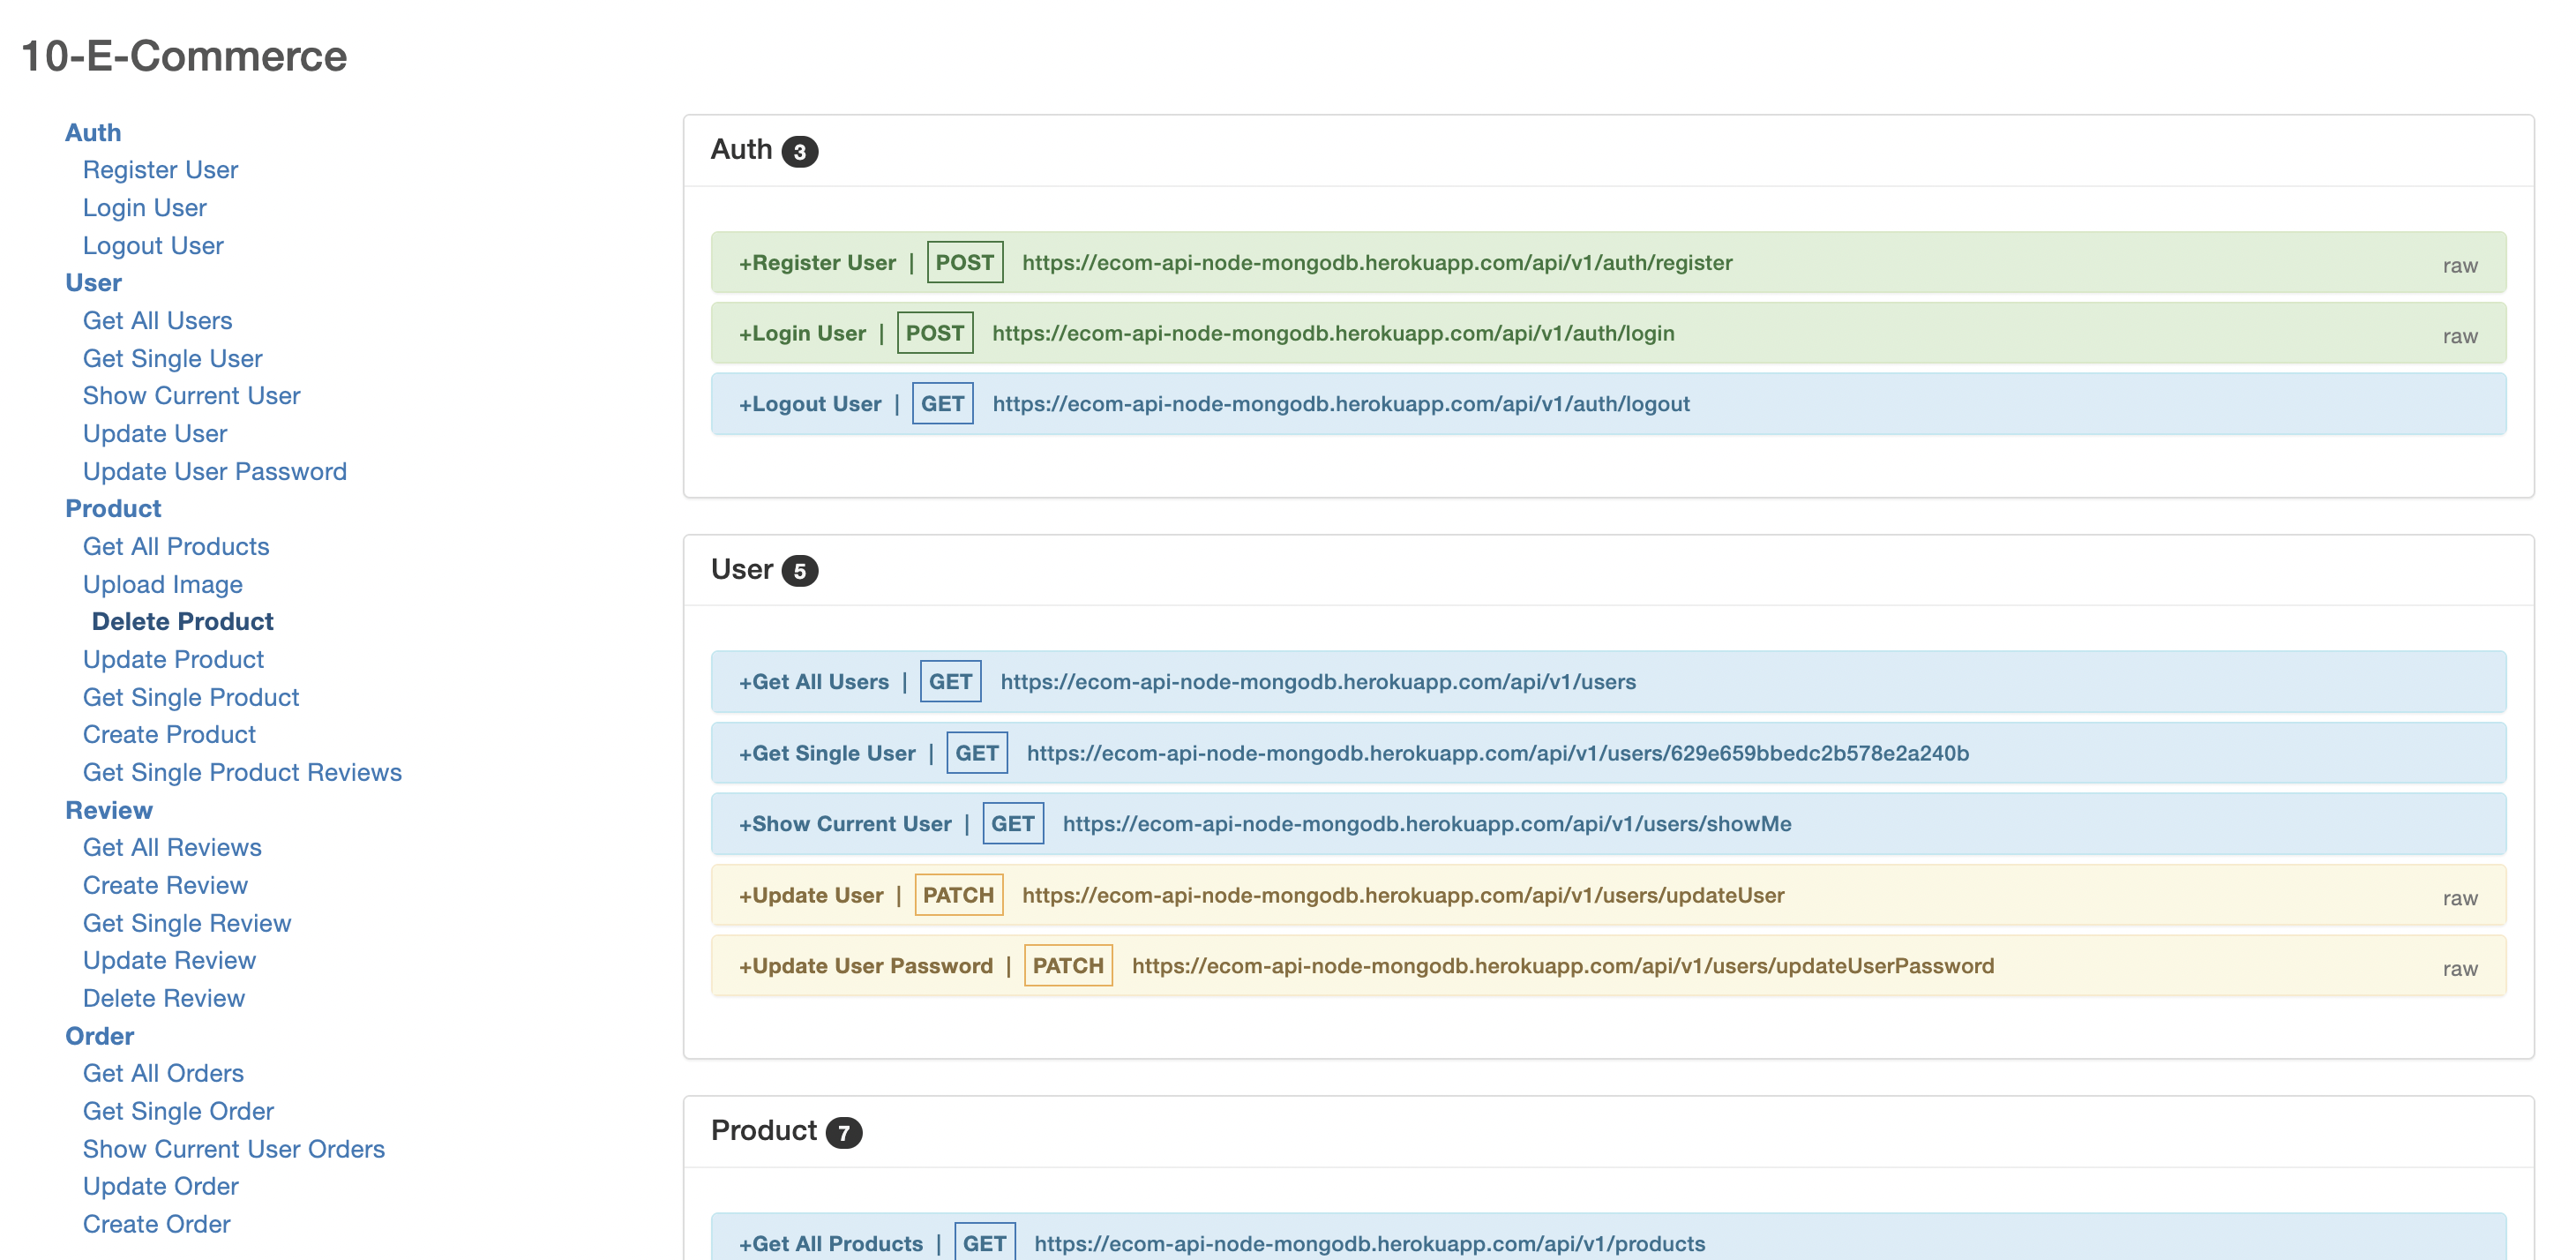 10-E-Commerce
Auth
Register User
Login User
Logout User
User
Get All Users
Get Single User
Show Current User
Update User
Update User Password
Product
Get All Products
Upload Image
Delete Product
Update Product
Get Single Product
Create Product
Get Single Product Reviews
Review
Get All Reviews
Create Review
Get Single Review
Update Review
Delete Review
Order
Get All Orders
Get Single Order
Show Current User Orders
Update Order
Create Order
Auth 3
+Register User | POST https://ecom-api-node-mongodb.herokuapp.com/api/v1/auth/register raw
+Login User | POST https://ecom-api-node-mongodb.herokuapp.com/api/v1/auth/login raw
+Logout User | GET https://ecom-api-node-mongodb.herokuapp.com/api/v1/auth/logout
User 5
+Get All Users | GET https://ecom-api-node-mongodb.herokuapp.com/api/v1/users
+Get Single User | GET https://ecom-api-node-mongodb.herokuapp.com/api/v1/users/629e659bbedc2b578e2a240b
+Show Current User | GET https://ecom-api-node-mongodb.herokuapp.com/api/v1/users/showMe
+Update User | PATCH https://ecom-api-node-mongodb.herokuapp.com/api/v1/users/updateUser raw
+Update User Password | PATCH https://ecom-api-node-mongodb.herokuapp.com/api/v1/users/updateUserPassword raw
Product 7
+Get All Products | GET https://ecom-api-node-mongodb.herokuapp.com/api/v1/products